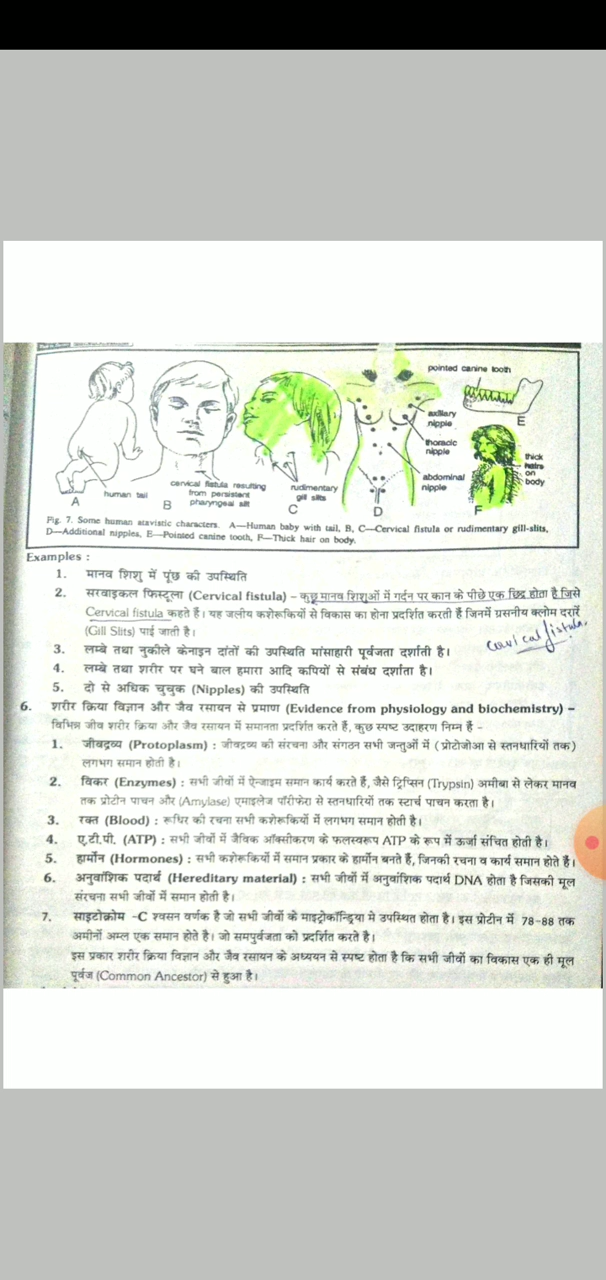 pointed canine tooth
E
axillary
nipple
thoracic
nipple
abdominal
nipple
thick
hairs
on
body
human tail
cervical fistula resulting
from persistent
pharyngeal slit
rudimentary
gill slits
A
B
C
D
F
Fig. 7. Some human atavistic characters. A—Human baby with tail, B, C—Cervical fistula or rudimentary gill-slits,
D—Additional nipples, E—Pointed canine tooth, F—Thick hair on body.
Examples :
1. मानव शिशु में पूंछ की उपस्थिति
2. सरवाइकल फिस्टूला (Cervical fistula) – कुछ मानव शिशुओं में गर्दन पर कान के पीछे एक छिद्र होता है जिसे
Cervical fistula कहते हैं। यह जलीय कशेरूकियों से विकास का होना प्रदर्शित करती हैं जिनमें ग्रसनीय क्लोम दरारें
(Gill Slits) पाई जाती है।
3. लम्बे तथा नुकीले केनाइन दांतों की उपस्थिति मांसाहारी पूर्वजता दर्शाती है।
4. लम्बे तथा शरीर पर घने बाल हमारा आदि कपियों से संबंध दर्शाता है।
5. दो से अधिक चुचुक (Nipples) की उपस्थिति
6. शरीर क्रिया विज्ञान और जैव रसायन से प्रमाण (Evidence from physiology and biochemistry) –
विभिन्न जीव शरीर क्रिया और जैव रसायन में समानता प्रदर्शित करते हैं, कुछ स्पष्ट उदाहरण निम्न हैं –
1. जीवद्रव्य (Protoplasm) : जीवद्रव्य की संरचना और संगठन सभी जन्तुओं में ( प्रोटोजोआ से स्तनधारियों तक)
लगभग समान होती है।
2. विकर (Enzymes) : सभी जीवों में ऐन्जाइम समान कार्य करते हैं, जैसे ट्रिप्सिन (Trypsin) अमीबा से लेकर मानव
तक प्रोटीन पाचन और (Amylase) एमाइलेज पॉरीफेरा से स्तनधारियों तक स्टार्च पाचन करता है।
3. रक्त (Blood) : रूधिर की रचना सभी कशेरूकियों में लगभग समान होती है।
4. ए.टी.पी. (ATP) : सभी जीवों में जैविक ऑक्सीकरण के फलस्वरूप ATP के रूप में ऊर्जा संचित होती है।
5. हार्मोन (Hormones) : सभी कशेरूकियों में समान प्रकार के हार्मोन बनते हैं, जिनकी रचना व कार्य समान होते हैं।
6. अनुवांशिक पदार्थ (Hereditary material) : सभी जीवों में अनुवांशिक पदार्थ DNA होता है जिसकी मूल
संरचना सभी जीवों में समान होती है।
7. साइटोक्रोम -C श्वसन वर्णक है जो सभी जीवों के माइट्रोकॉन्ड्रिया मे उपस्थित होता है। इस प्रोटीन में 78-88 तक
अमीनों अम्ल एक समान होते है। जो समपुर्वजता को प्रदर्शित करते है।
इस प्रकार शरीर क्रिया विज्ञान और जैव रसायन के अध्ययन से स्पष्ट होता है कि सभी जीवों का विकास एक ही मूल
पूर्वज (Common Ancestor) से हुआ है।